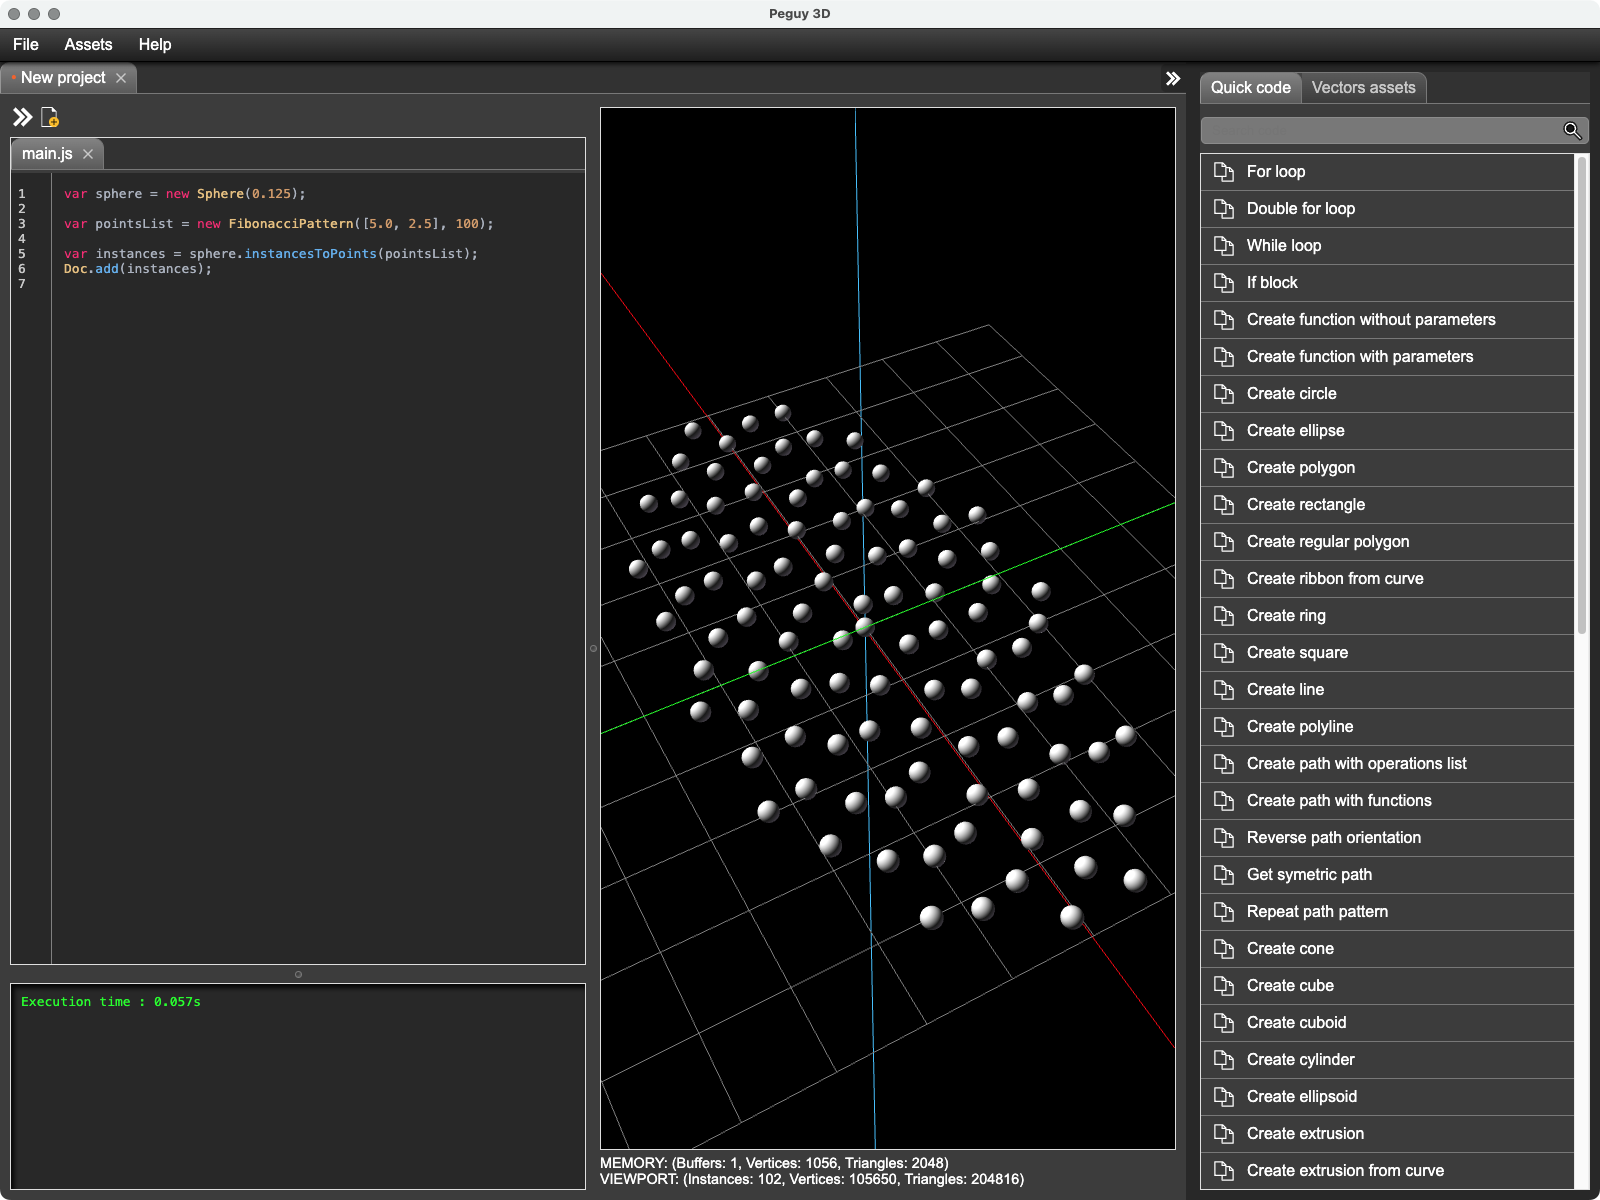 Peguy 3D
File Assets Help
New project
main.js
1 var sphere = new Sphere(0.125);
2
3 var pointsList = new FibonacciPattern([5.0, 2.5], 100);
4
5 var instances = sphere.instancesToPoints(pointsList);
6 Doc.add(instances);
7
Execution time : 0.057s
MEMORY: (Buffers: 1, Vertices: 1056, Triangles: 2048)
VIEWPORT: (Instances: 102, Vertices: 105650, Triangles: 204816)
Quick code Vectors assets
For loop
Double for loop
While loop
If block
Create function without parameters
Create function with parameters
Create circle
Create ellipse
Create polygon
Create rectangle
Create regular polygon
Create ribbon from curve
Create ring
Create square
Create line
Create polyline
Create path with operations list
Create path with functions
Reverse path orientation
Get symetric path
Repeat path pattern
Create cone
Create cube
Create cuboid
Create cylinder
Create ellipsoid
Create extrusion
Create extrusion from curve